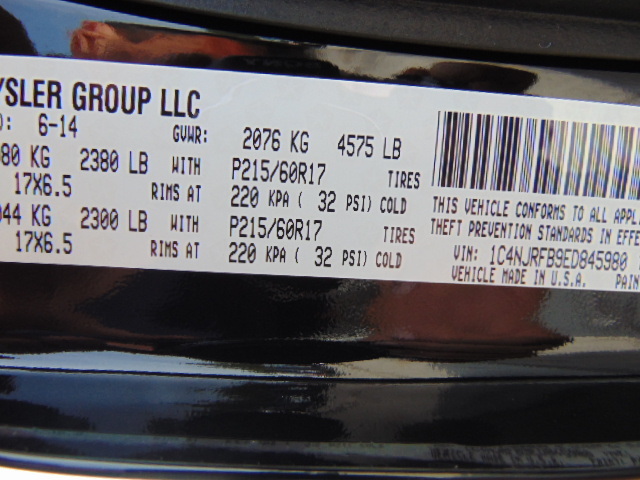 YSLER GROUP LLC
D: 6-14 GVWR: 2076 KG 4575 LB
080 KG 2380 LB WITH P215/60R17 TIRES
17X6.5 RIMS AT 220 KPA ( 32 PSI) COLD
044 KG 2300 LB WITH P215/60R17 TIRES
17X6.5 RIMS AT 220 KPA ( 32 PSI) COLD
THIS VEHICLE CONFORMS TO ALL APPLI
THEFT PREVENTION STANDARDS IN EFFE
VIN: 1C4NJRFB9ED845980
VEHICLE MADE IN U.S.A. PAIN